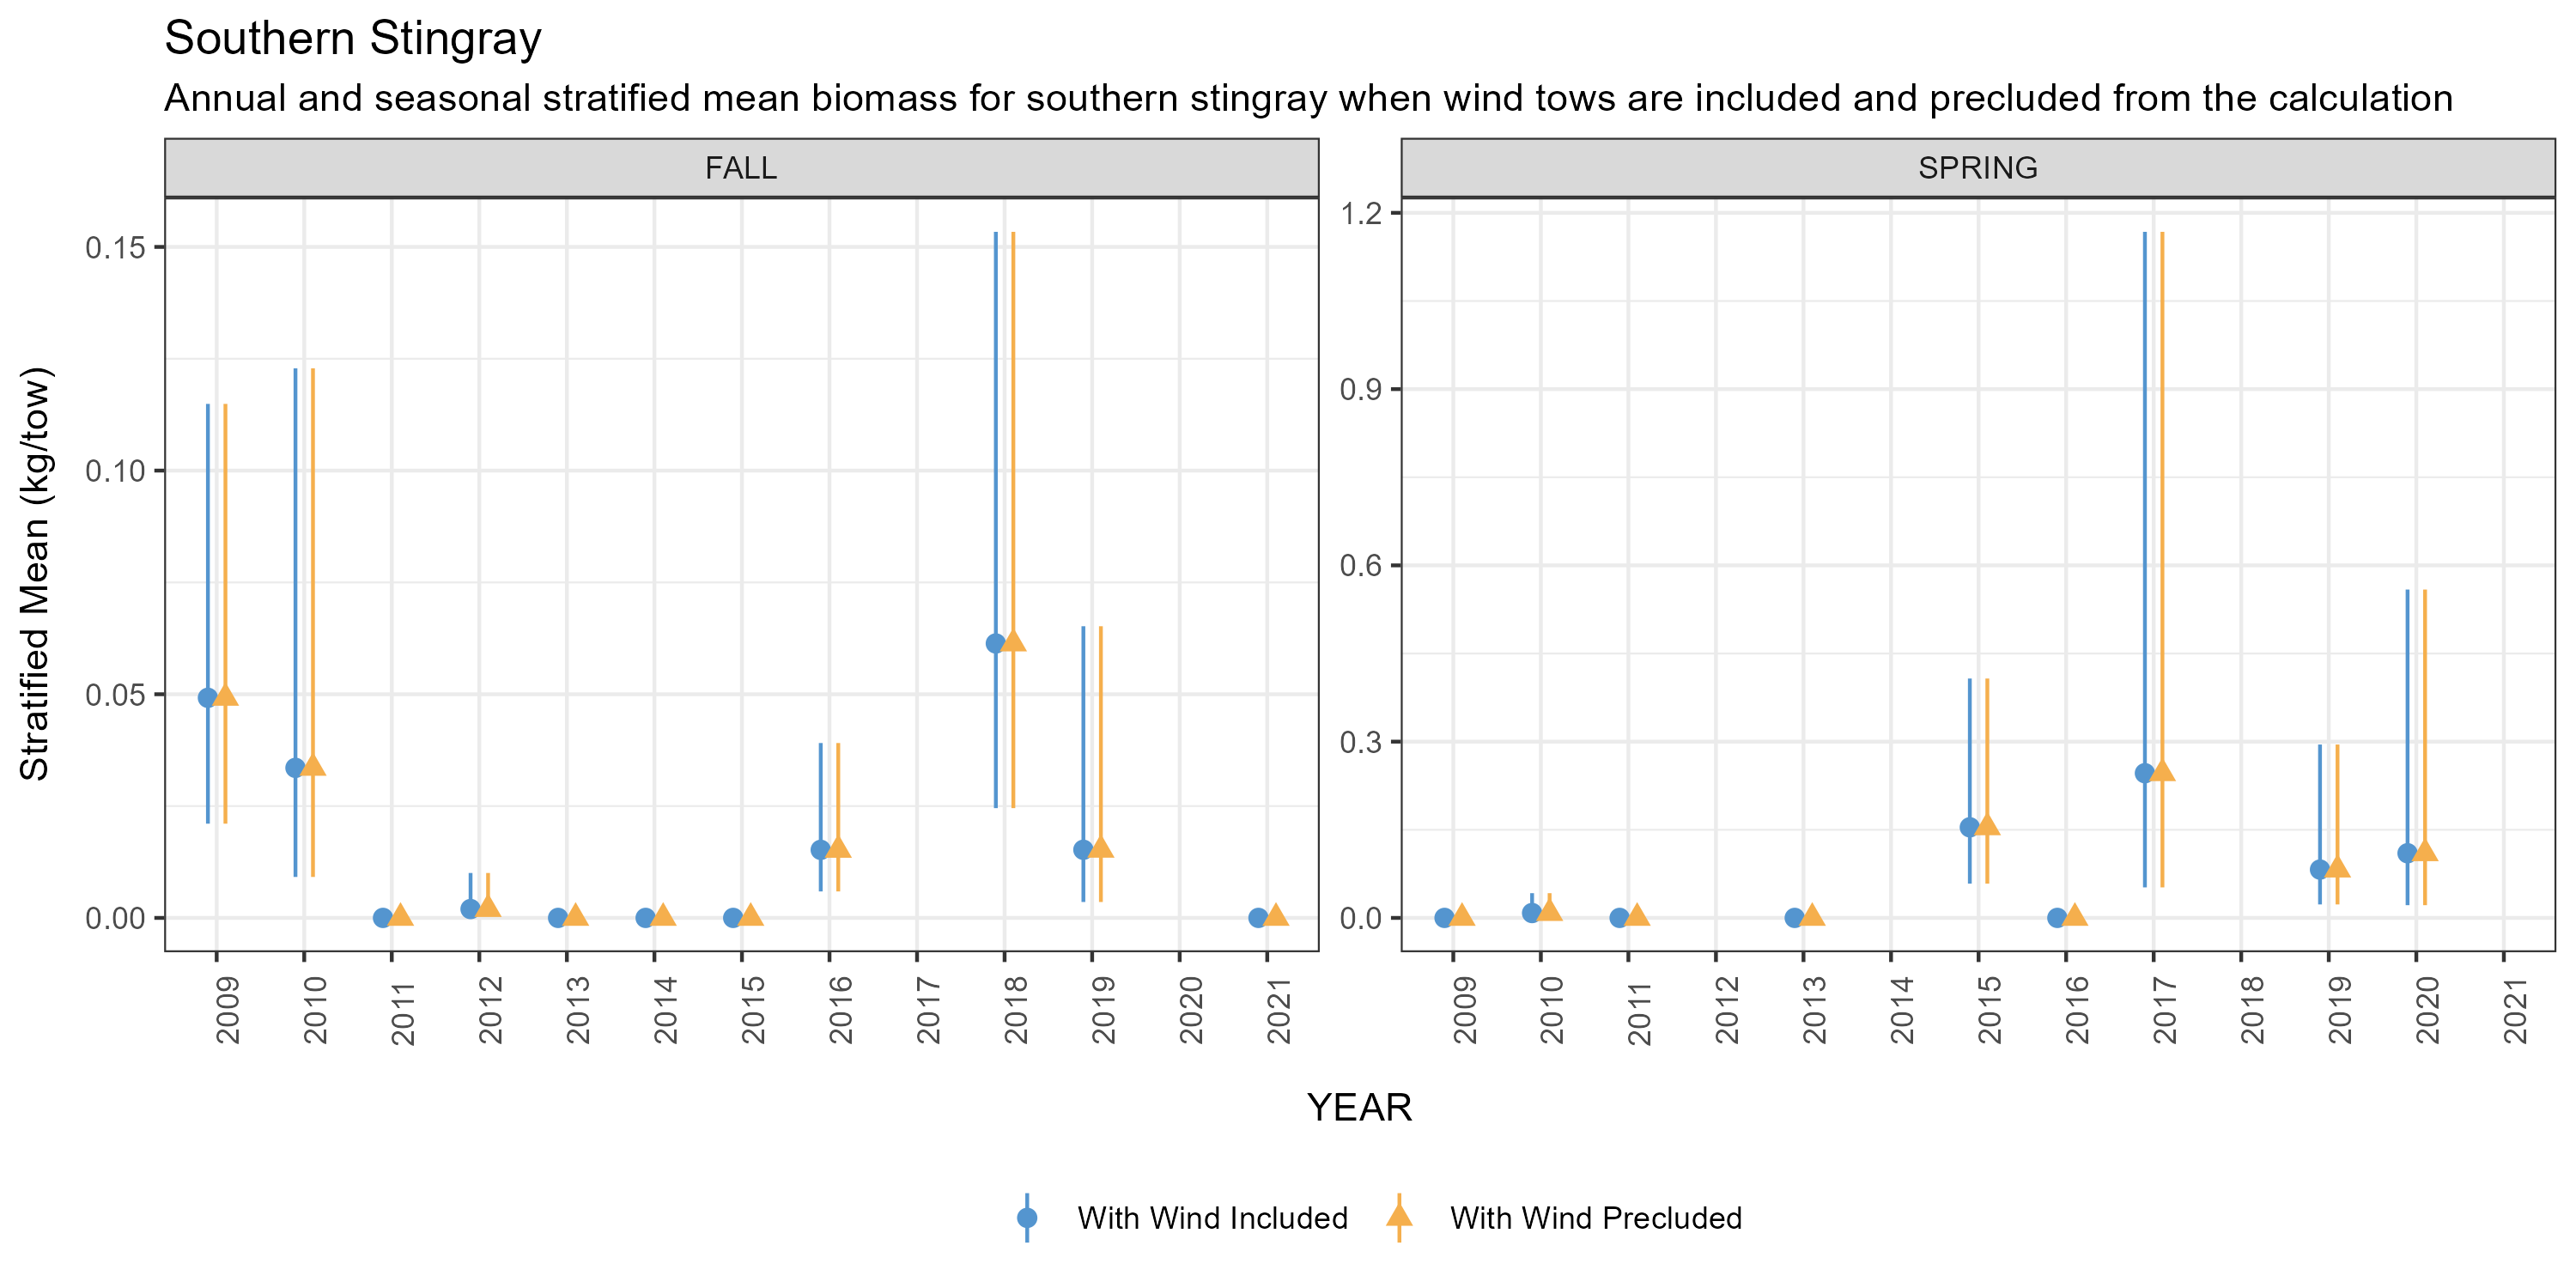 Southern Stingray
Annual and seasonal stratified mean biomass for southern stingray when wind tows are included and precluded from the calculation
FALL
SPRING
Stratified Mean (kg/tow)
0.15
0.10
0.05
0.00
1.2
0.9
0.6
0.3
0.0
2009 2010 2011 2012 2013 2014 2015 2016 2017 2018 2019 2020 2021
2009 2010 2011 2012 2013 2014 2015 2016 2017 2018 2019 2020 2021
YEAR
With Wind Included
With Wind Precluded